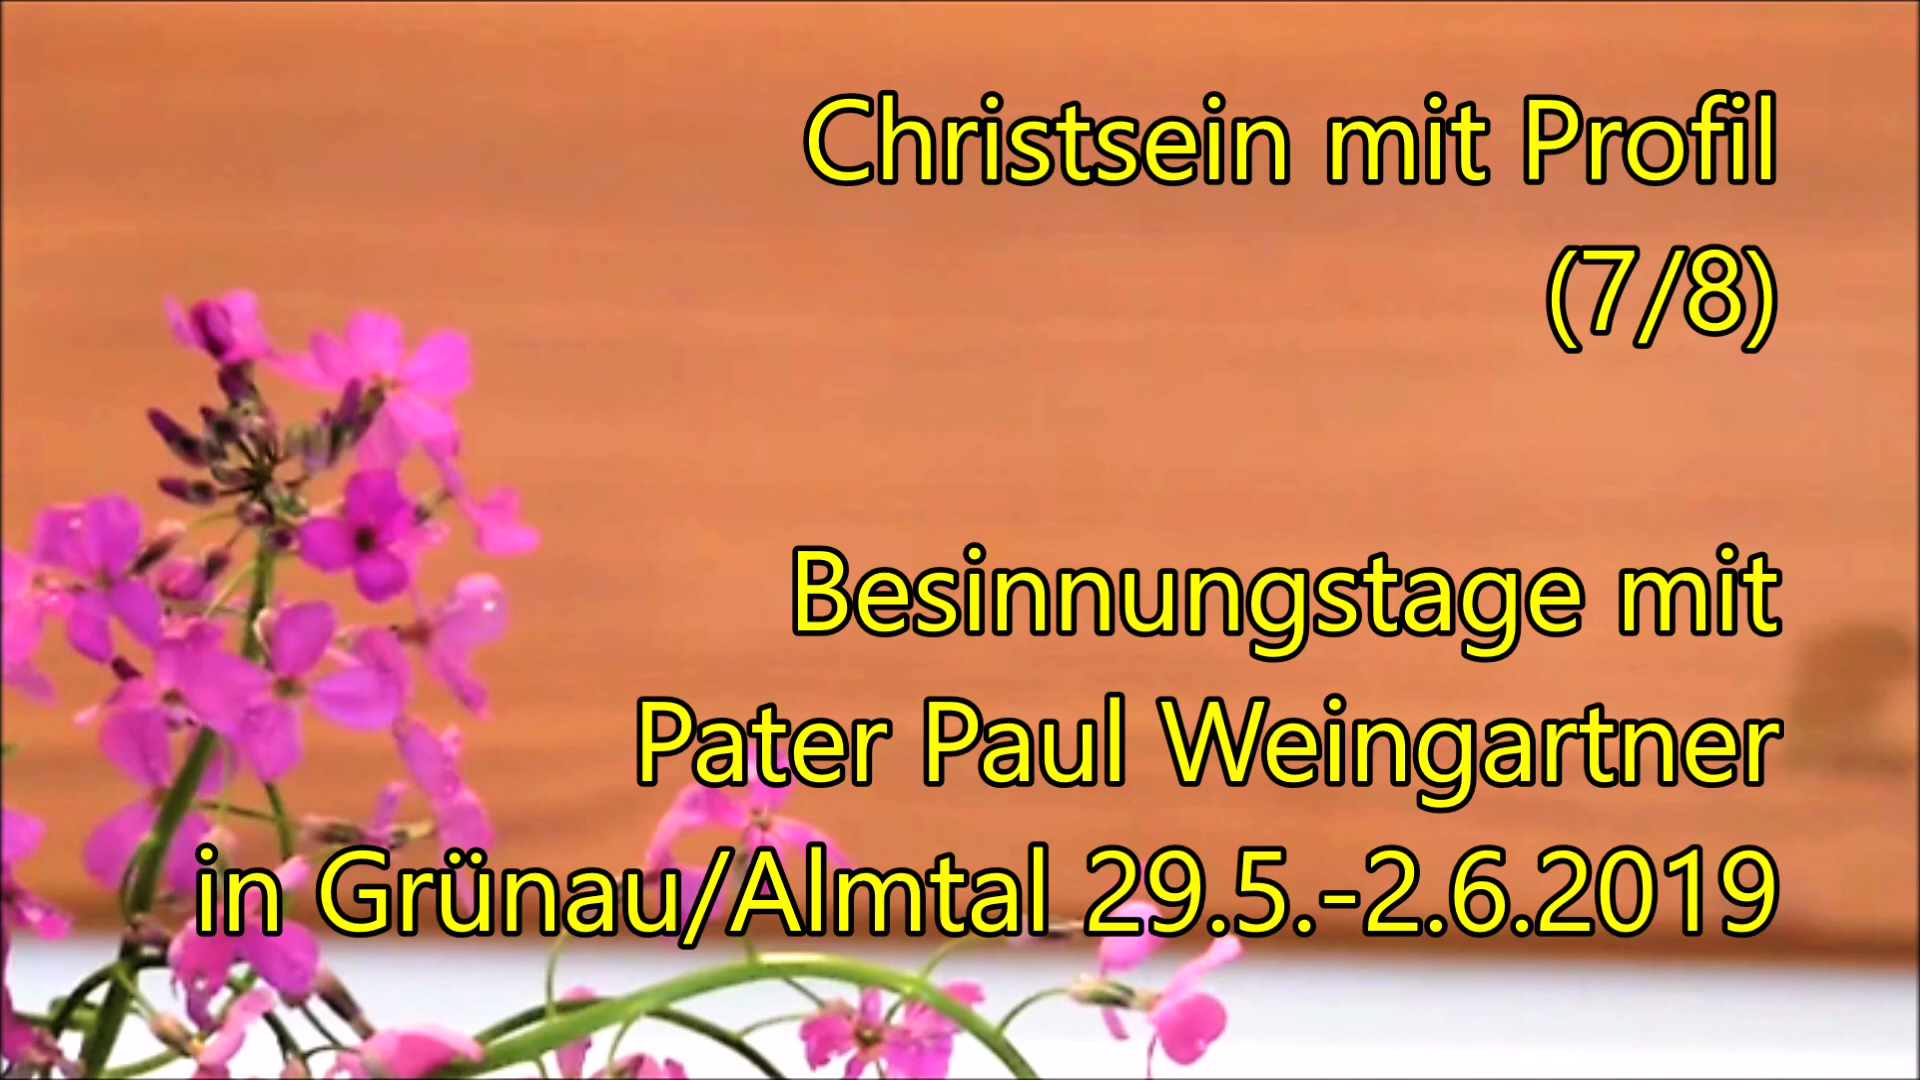 Christsein mit Profil
(7/8)
Besinnungstage mit
Pater Paul Weingartner
in Grünau/Almtal 29.5.-2.6.2019